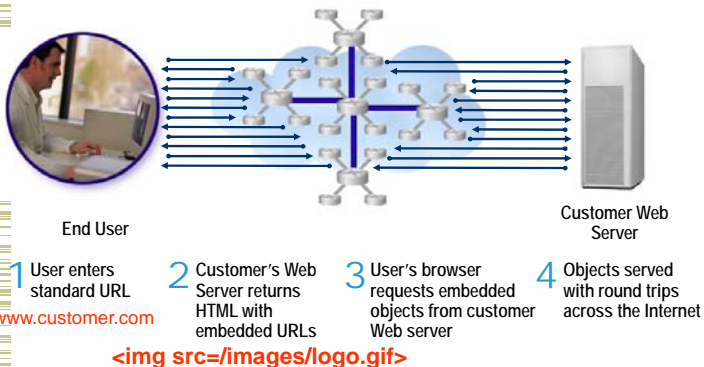 End User
Customer Web
Server
1 User enters
standard URL
www.customer.com
2 Customer's Web
Server returns
HTML with
embedded URLs
<img src=/images/logo.gif>
3 User's browser
requests embedded
objects from customer
Web server
4 Objects served
with round trips
across the Internet